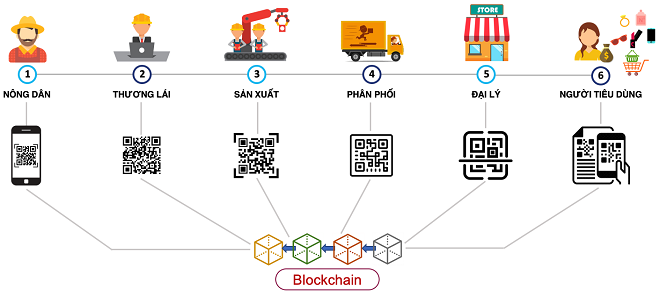 STORE
1
2
3
4
5
6
NÔNG DÂN
THƯƠNG LÁI
SẢN XUẤT
PHÂN PHỐI
ĐẠI LÝ
NGƯỜI TIÊU DÙNG
Blockchain